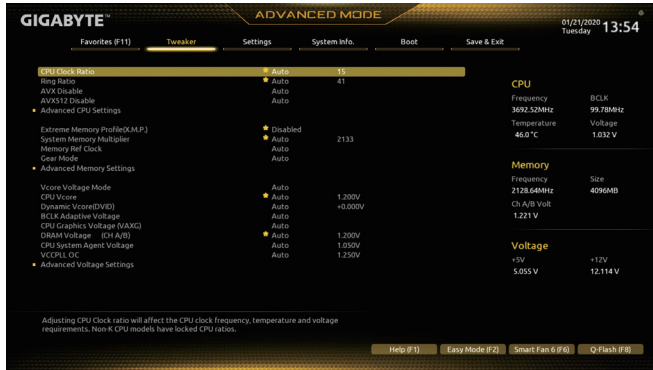 GIGABYTE™
ADVANCED MODE
01/21/2020 Tuesday 13:54
Favorites (F11) Tweaker Settings System Info. Boot Save & Exit
CPU Clock Ratio Auto 15
Ring Ratio Auto 41
AVX Disable Auto
AVX512 Disable Auto
Advanced CPU Settings
Extreme Memory Profile(X.M.P.) Disabled
System Memory Multiplier Auto 2133
Memory Ref Clock Auto
Gear Mode Auto
Advanced Memory Settings
Vcore Voltage Mode Auto
CPU Vcore Auto 1.200V
Dynamic Vcore(DVID) Auto +0.000V
BCLK Adaptive Voltage Auto
CPU Graphics Voltage (VAXG) Auto
DRAM Voltage (CH A/B) Auto 1.200V
CPU System Agent Voltage Auto 1.050V
VCCPLL OC Auto 1.250V
Advanced Voltage Settings
CPU
Frequency BCLK
3692.52MHz 99.78MHz
Temperature Voltage
46.0°C 1.032 V
Memory
Frequency Size
2128.64MHz 4096MB
Ch A/B Volt
1.221 V
Voltage
+5V +12V
5.055 V 12.114 V
Adjusting CPU Clock ratio will affect the CPU clock frequency, temperature and voltage
requirements. Non-K CPU models have locked CPU ratios.
Help (F1) Easy Mode (F2) Smart Fan 6 (F6) Q-Flash (F8)